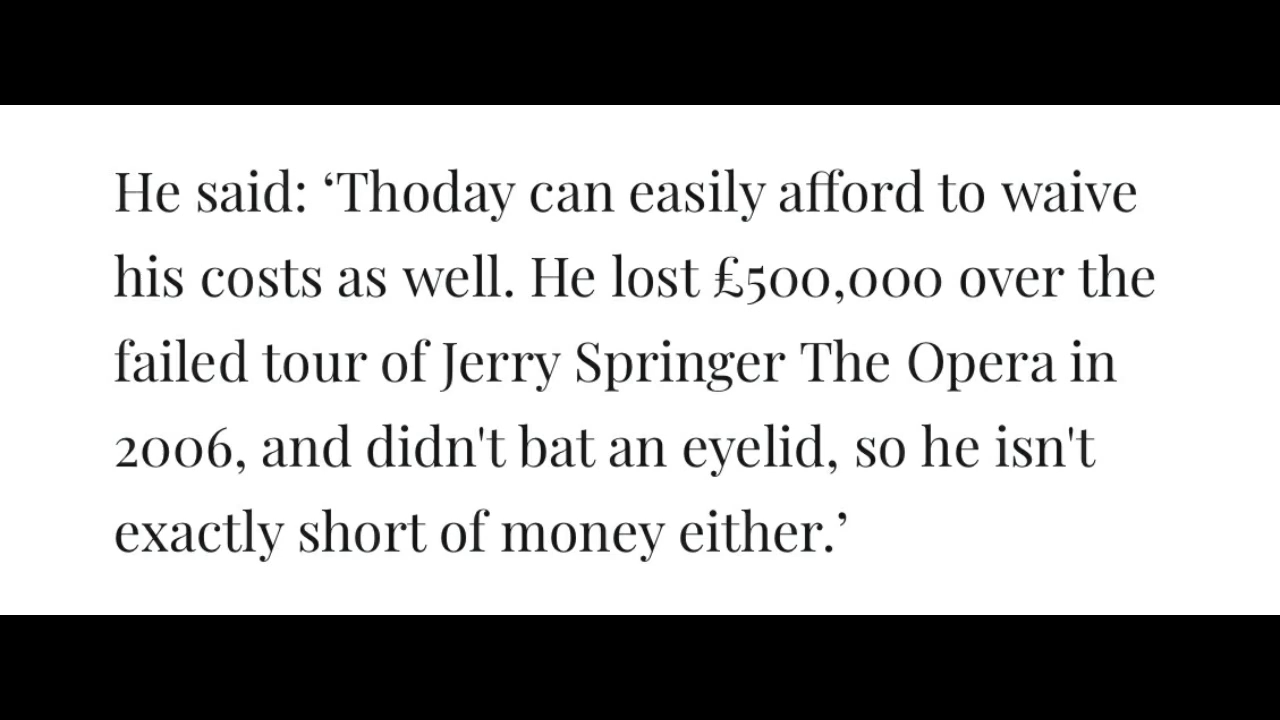 He said: ‘Thoday can easily afford to waive
his costs as well. He lost £500,000 over the
failed tour of Jerry Springer The Opera in
2006, and didn't bat an eyelid, so he isn't
exactly short of money either.’